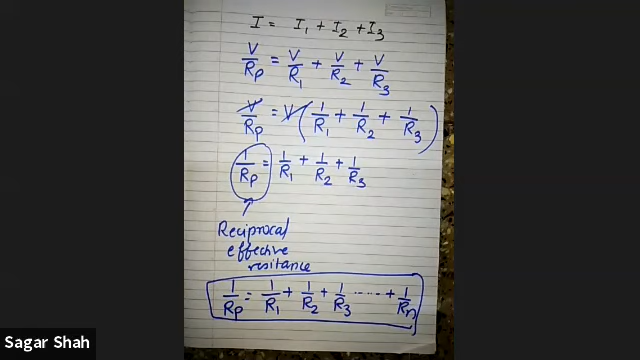 I = I₁ + I₂ + I₃
V/Rp = V/R₁ + V/R₂ + V/R₃
V/Rp = V(1/R₁ + 1/R₂ + 1/R₃)
1/Rp = 1/R₁ + 1/R₂ + 1/R₃
Reciprocal
effective
resitance
1/Rp = 1/R₁ + 1/R₂ + 1/R₃ ...... + 1/Rn
Sagar Shah